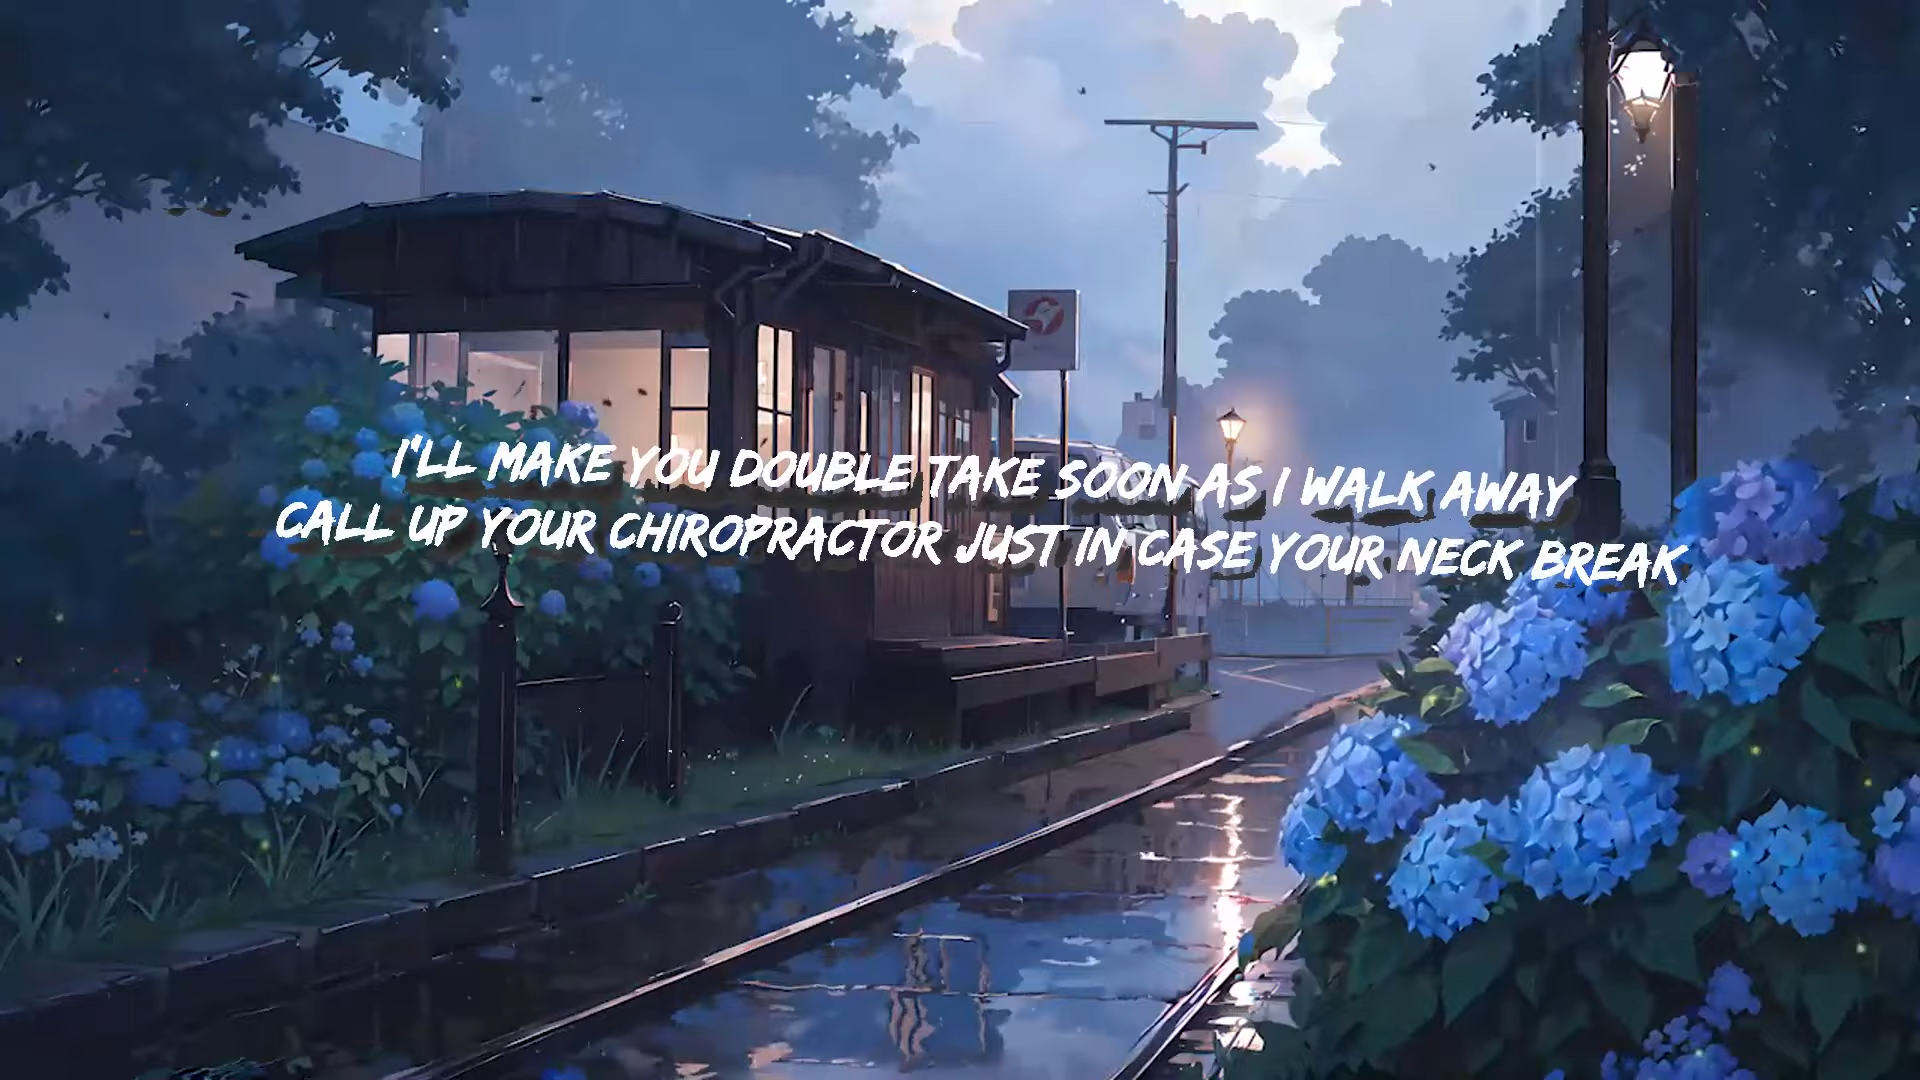 I'LL MAKE YOU DOUBLE TAKE SOON AS I WALK AWAY
CALL UP YOUR CHIROPRACTOR JUST IN CASE YOUR NECK BREAK